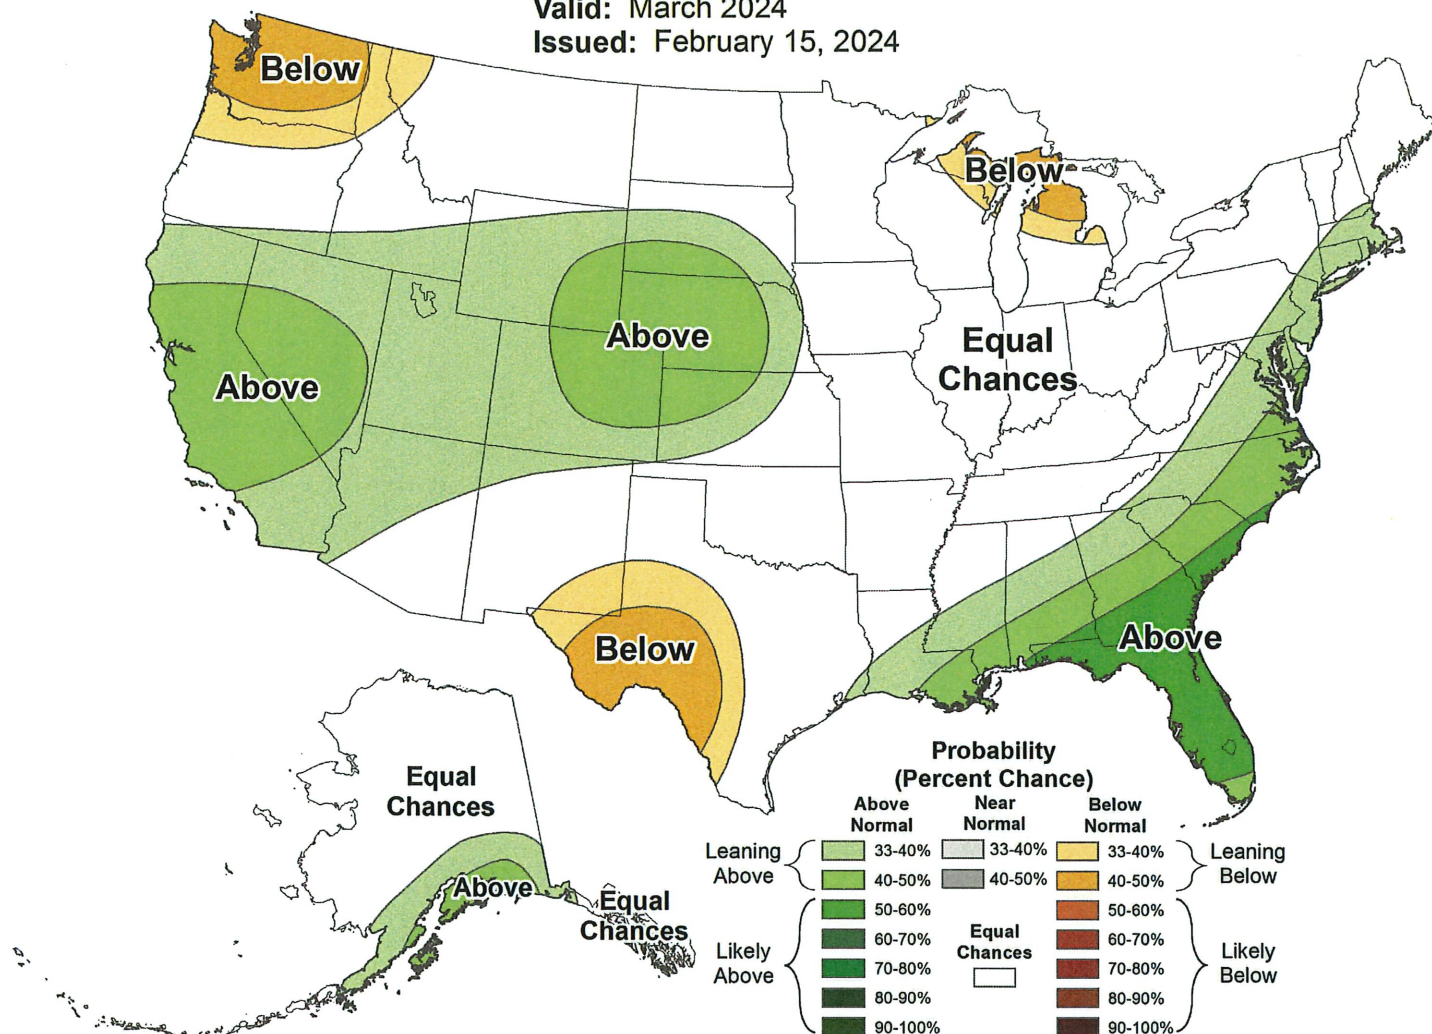 Valid: March 2024
Issued: February 15, 2024
Below
Below
Above
Equal
Chances
Above
Below
Above
Equal
Chances
Above
Equal
Chances
Probability
(Percent Chance)
Above
Normal
Near
Normal
Below
Normal
Leaning
Above
33-40%
33-40%
33-40%
Leaning
Below
40-50%
40-50%
40-50%
Likely
Above
50-60%
50-60%
Likely
Below
60-70%
Equal
Chances
60-70%
70-80%
70-80%
80-90%
80-90%
90-100%
90-100%